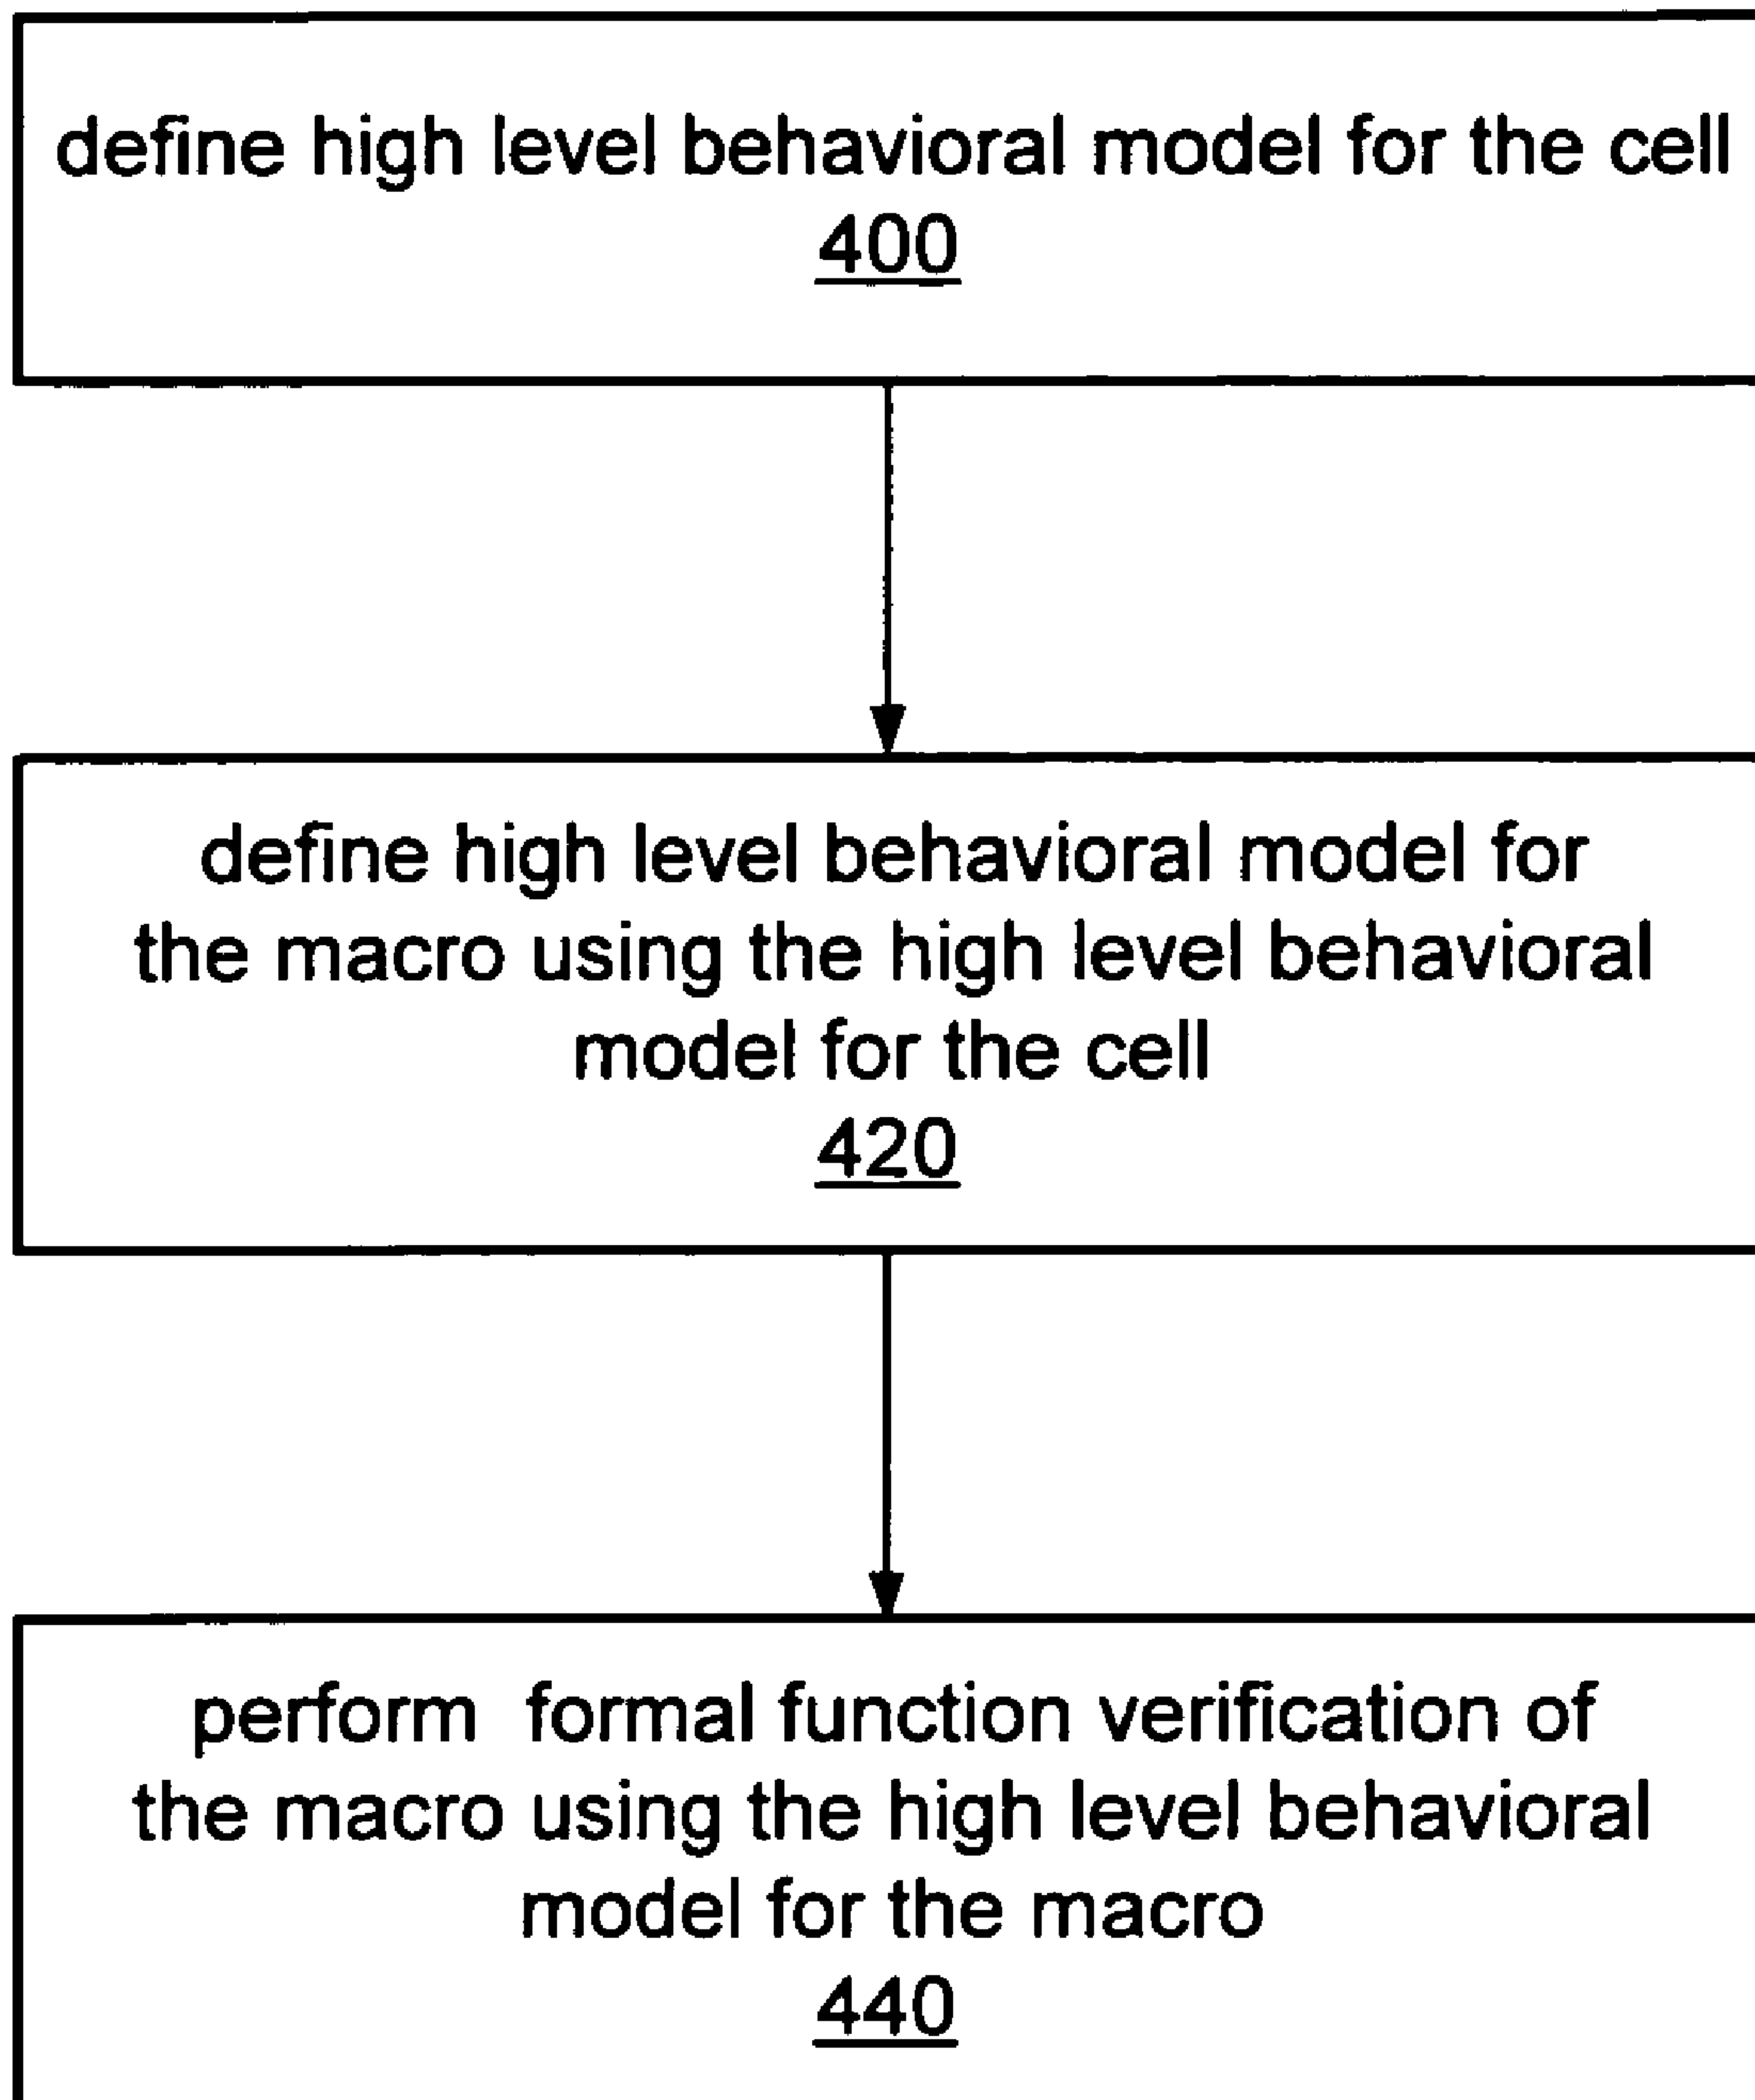 define high level behavioral model for the cell
400
define high level behavioral model for
the macro using the high level behavioral
model for the cell
420
perform formal function verification of
the macro using the high level behavioral
model for the macro
440